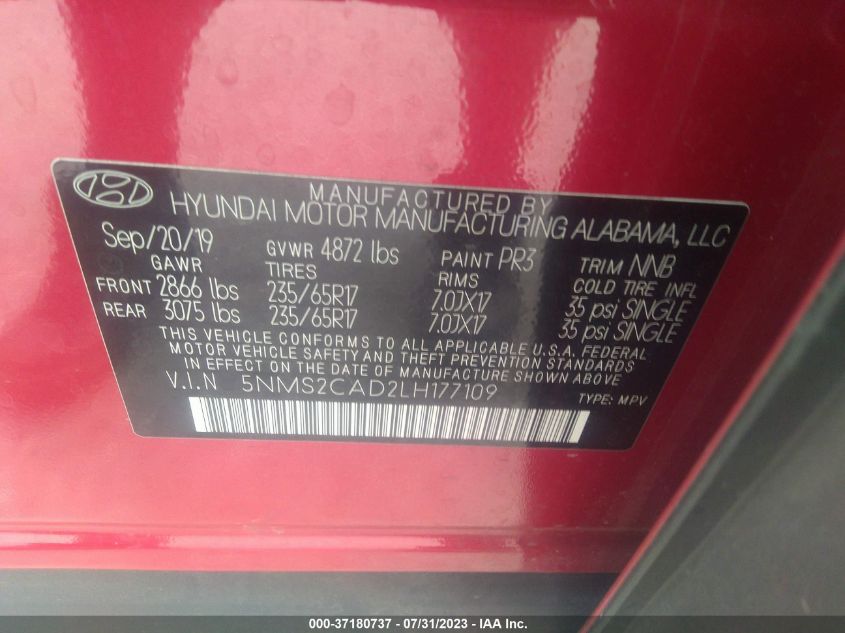 MANUFACTURED BY
HYUNDAI MOTOR MANUFACTURING ALABAMA, LLC
Sep/20/19 GVWR 4872 lbs PAINT PR3 TRIM NNB
GAWR TIRES RIMS COLD TIRE INFL
FRONT 2866 lbs 235/65R17 7.0JX17 35 psi SINGLE
REAR 3075 lbs 235/65R17 7.0JX17 35 psi SINGLE
THIS VEHICLE CONFORMS TO ALL APPLICABLE U.S.A. FEDERAL
MOTOR VEHICLE SAFETY AND THEFT PREVENTION STANDARDS
IN EFFECT ON THE DATE OF MANUFACTURE SHOWN ABOVE.
V.I.N 5NMS2CAD2LH177109 TYPE: MPV
000-37180737 - 07/31/2023 - IAA Inc.